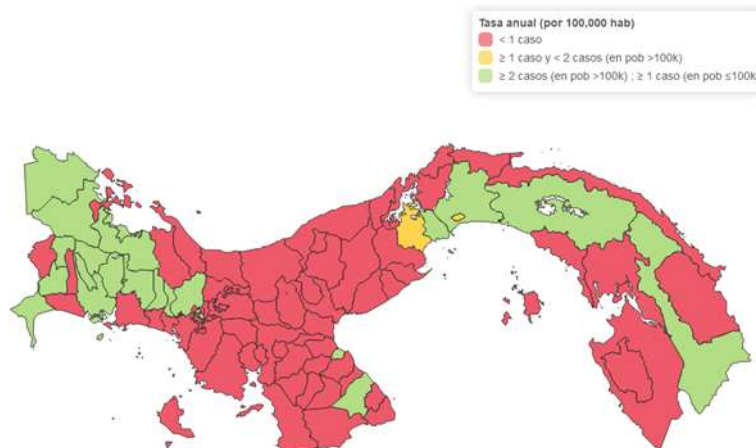 Tasa anual (por 100,000 hab)
< 1 caso
≥ 1 caso y < 2 casos (en pob >100k)
≥ 2 casos (en pob >100k) ; ≥ 1 caso (en pob ≤100k